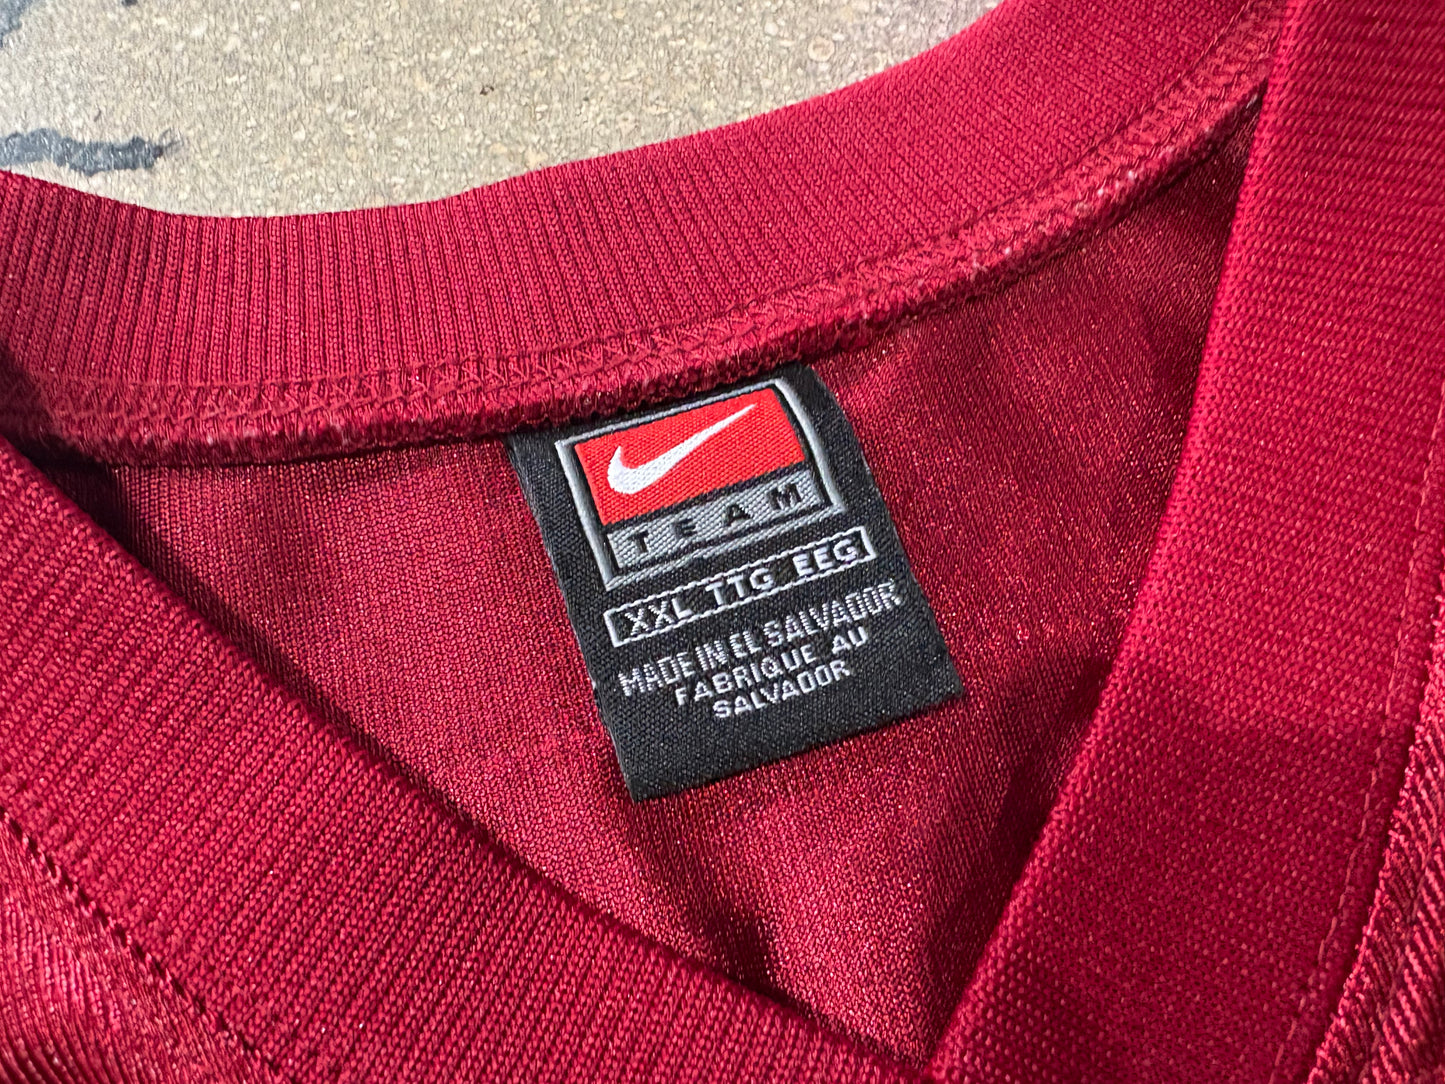 TEAM
XXL TTG EEG
MADE IN EL SALVADOR
FABRIQUE AU
SALVADOR